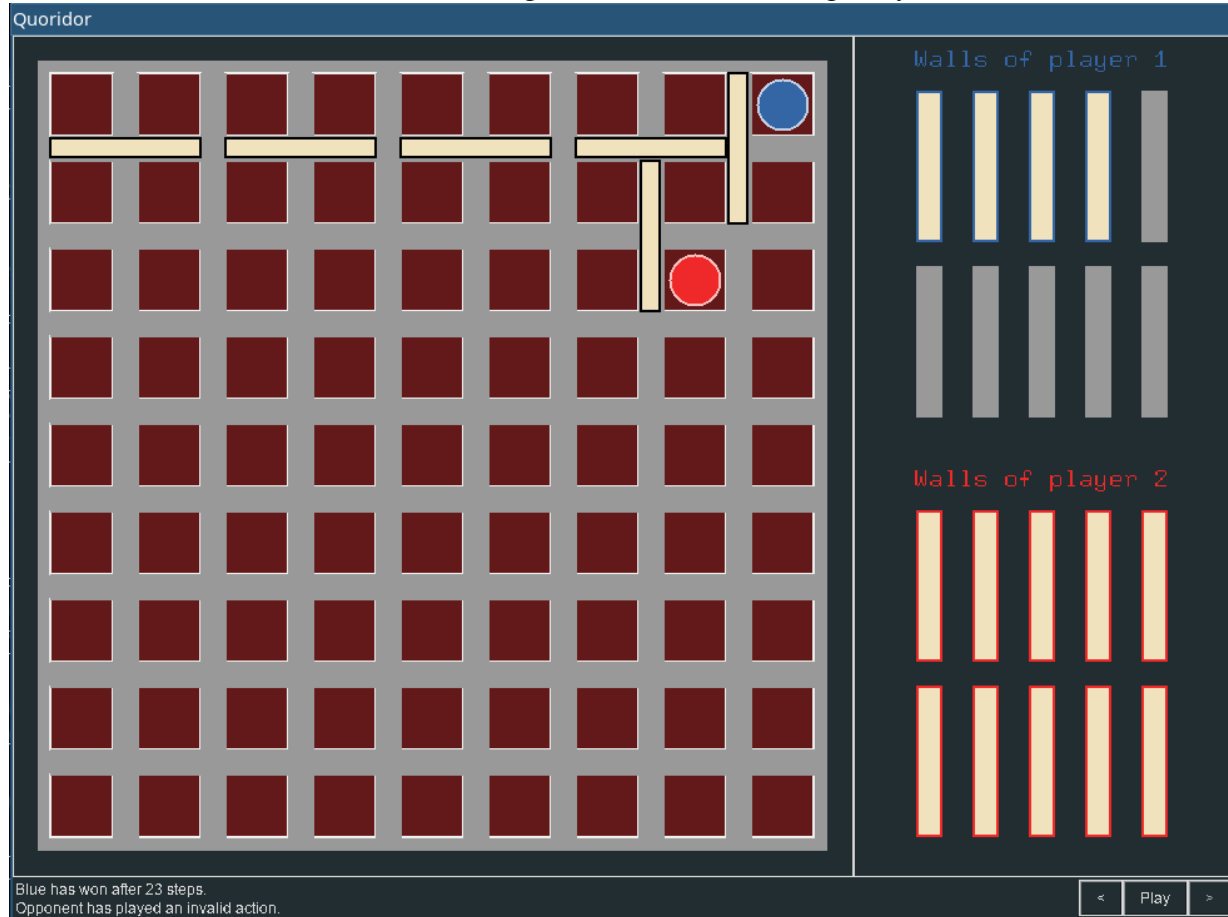 Quoridor
Walls of player 1
Walls of player 2
Blue has won after 23 steps.
Opponent has played an invalid action.
< Play >